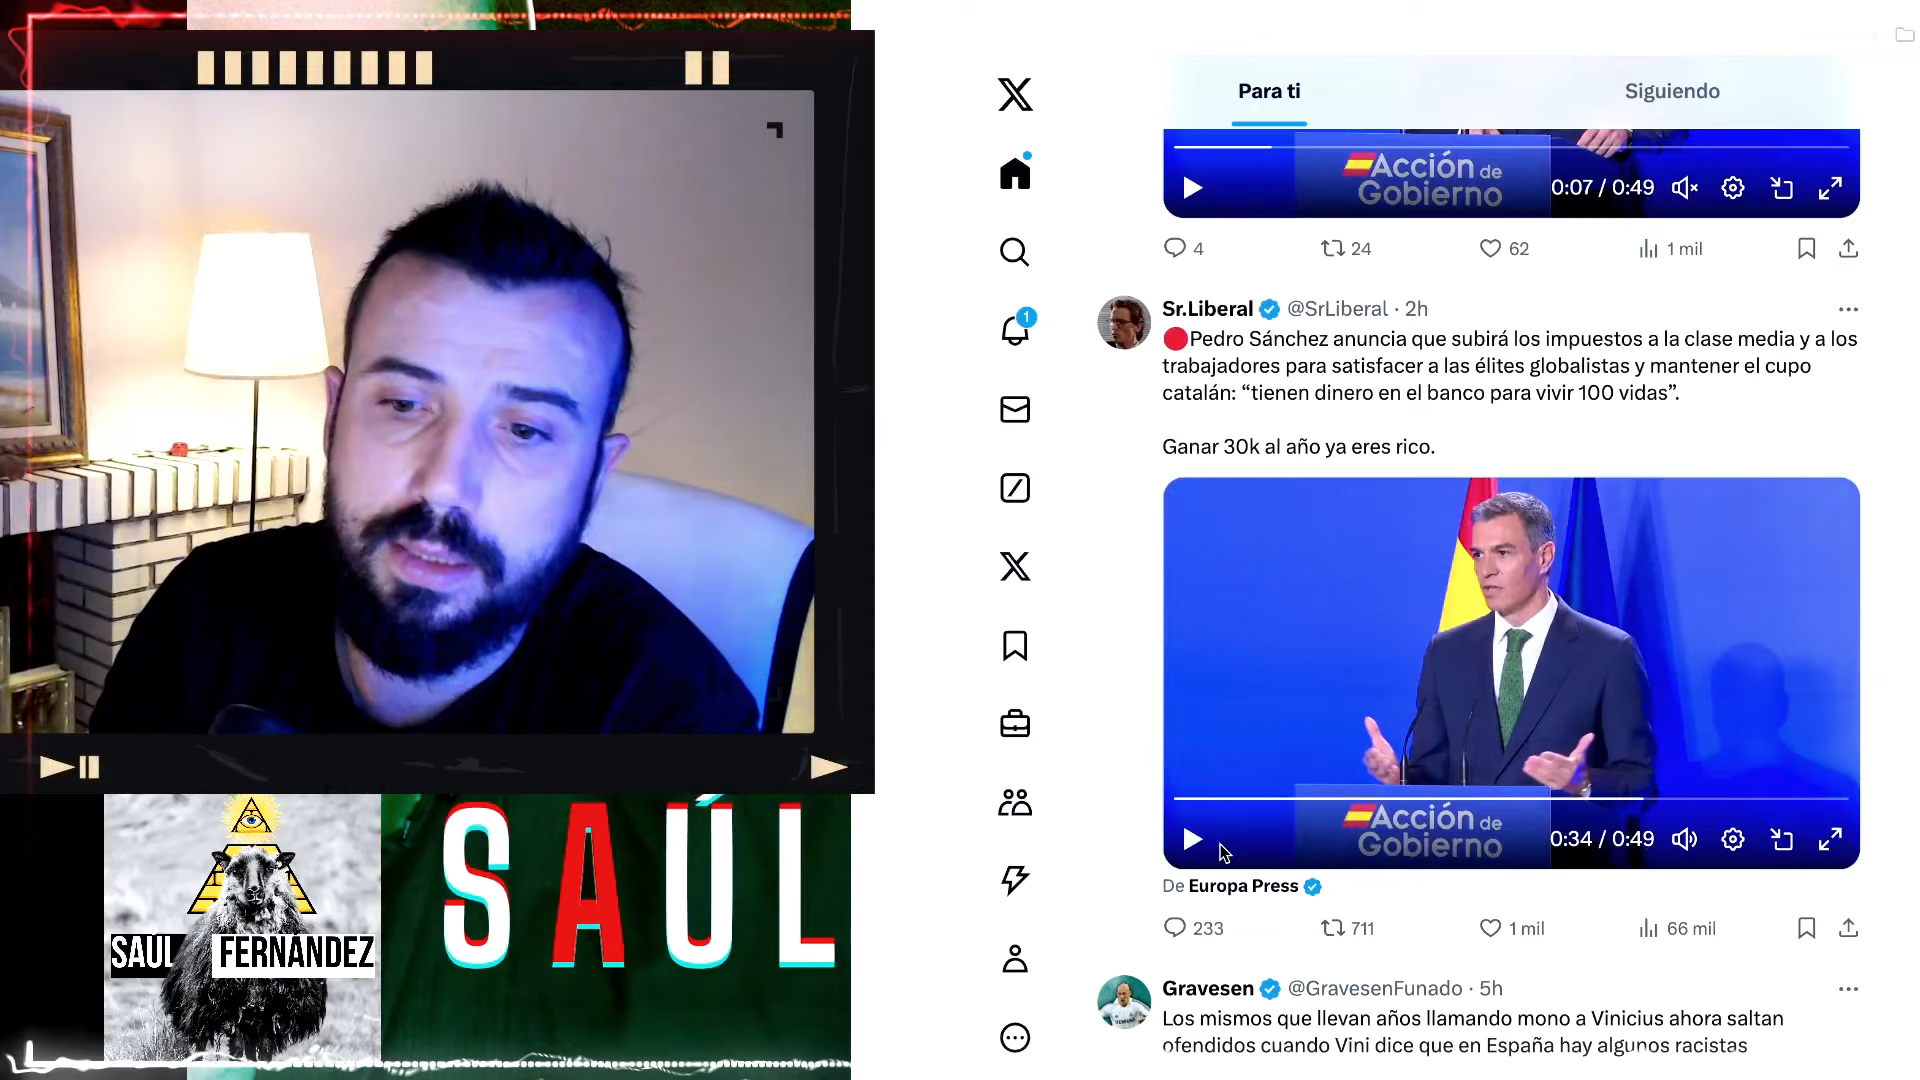 SAUL FERNÁNDEZ
SAÚL
Para ti
Siguiendo
Acción de
Gobierno
0:07 / 0:49
4
24
62
1 mil
1
Sr.Liberal @SrLiberal · 2h
Pedro Sánchez anuncia que subirá los impuestos a la clase media y a los
trabajadores para satisfacer a las élites globalistas y mantener el cupo
catalán: “tienen dinero en el banco para vivir 100 vidas”.
Ganar 30k al año ya eres rico.
Acción de
Gobierno
0:34 / 0:49
De Europa Press
233
711
1 mil
66 mil
Gravesen @GravesenFunado · 5h
Los mismos que llevan años llamando mono a Vinicius ahora saltan
ofendidos cuando Vini dice que en España hay algunos racistas